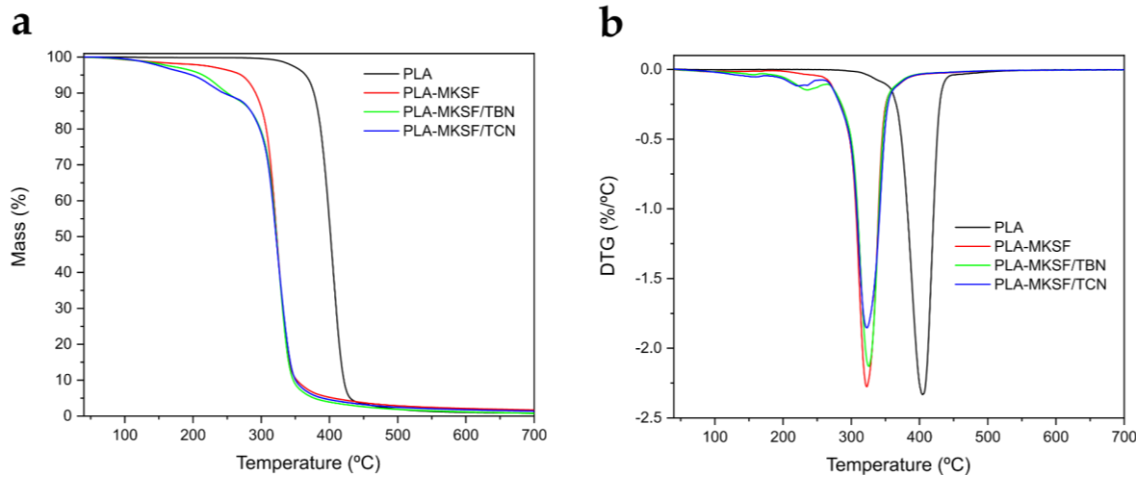 a
100
90
80
70
60
50
40
30
20
10
0
Mass (%)
PLA
PLA-MKSF
PLA-MKSF/TBN
PLA-MKSF/TCN
100 200 300 400 500 600 700
Temperature (ºC)
b
0.0
-0.5
-1.0
-1.5
-2.0
-2.5
DTG (%/ºC)
PLA
PLA-MKSF
PLA-MKSF/TBN
PLA-MKSF/TCN
100 200 300 400 500 600 700
Temperature (ºC)